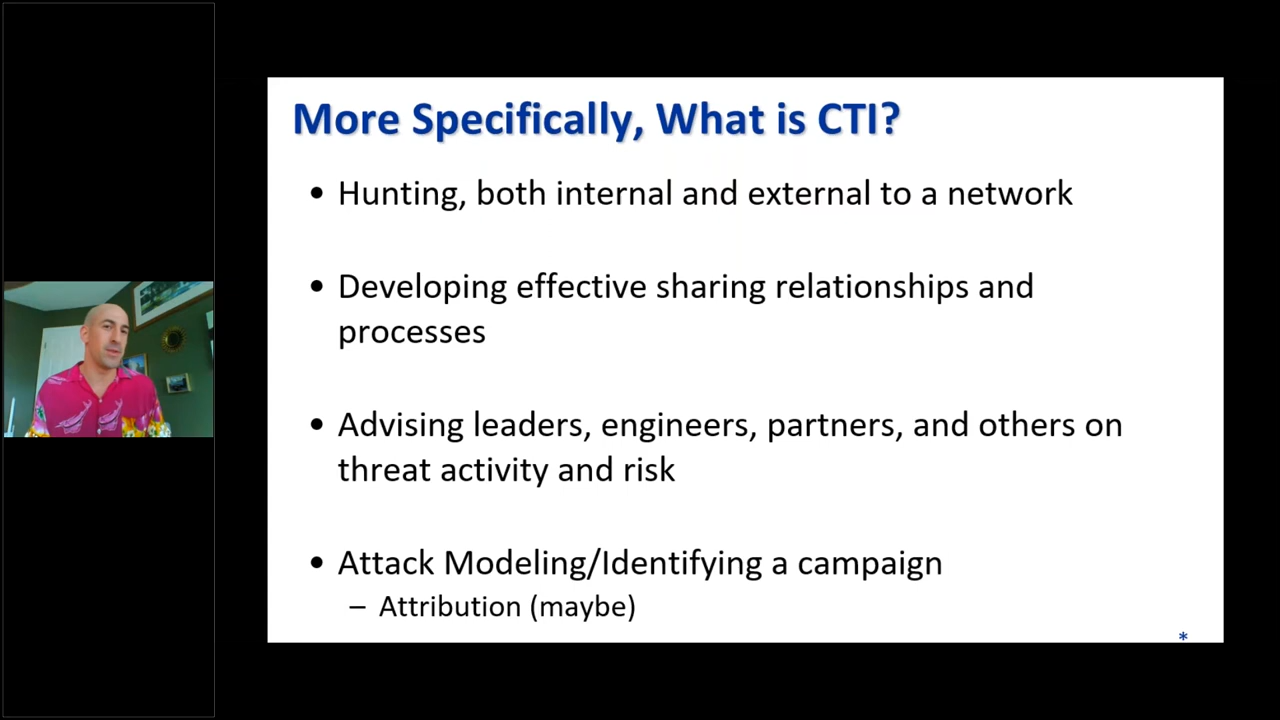 More Specifically, What is CTI?
• Hunting, both internal and external to a network
• Developing effective sharing relationships and
processes
• Advising leaders, engineers, partners, and others on
threat activity and risk
• Attack Modeling/Identifying a campaign
– Attribution (maybe)
*